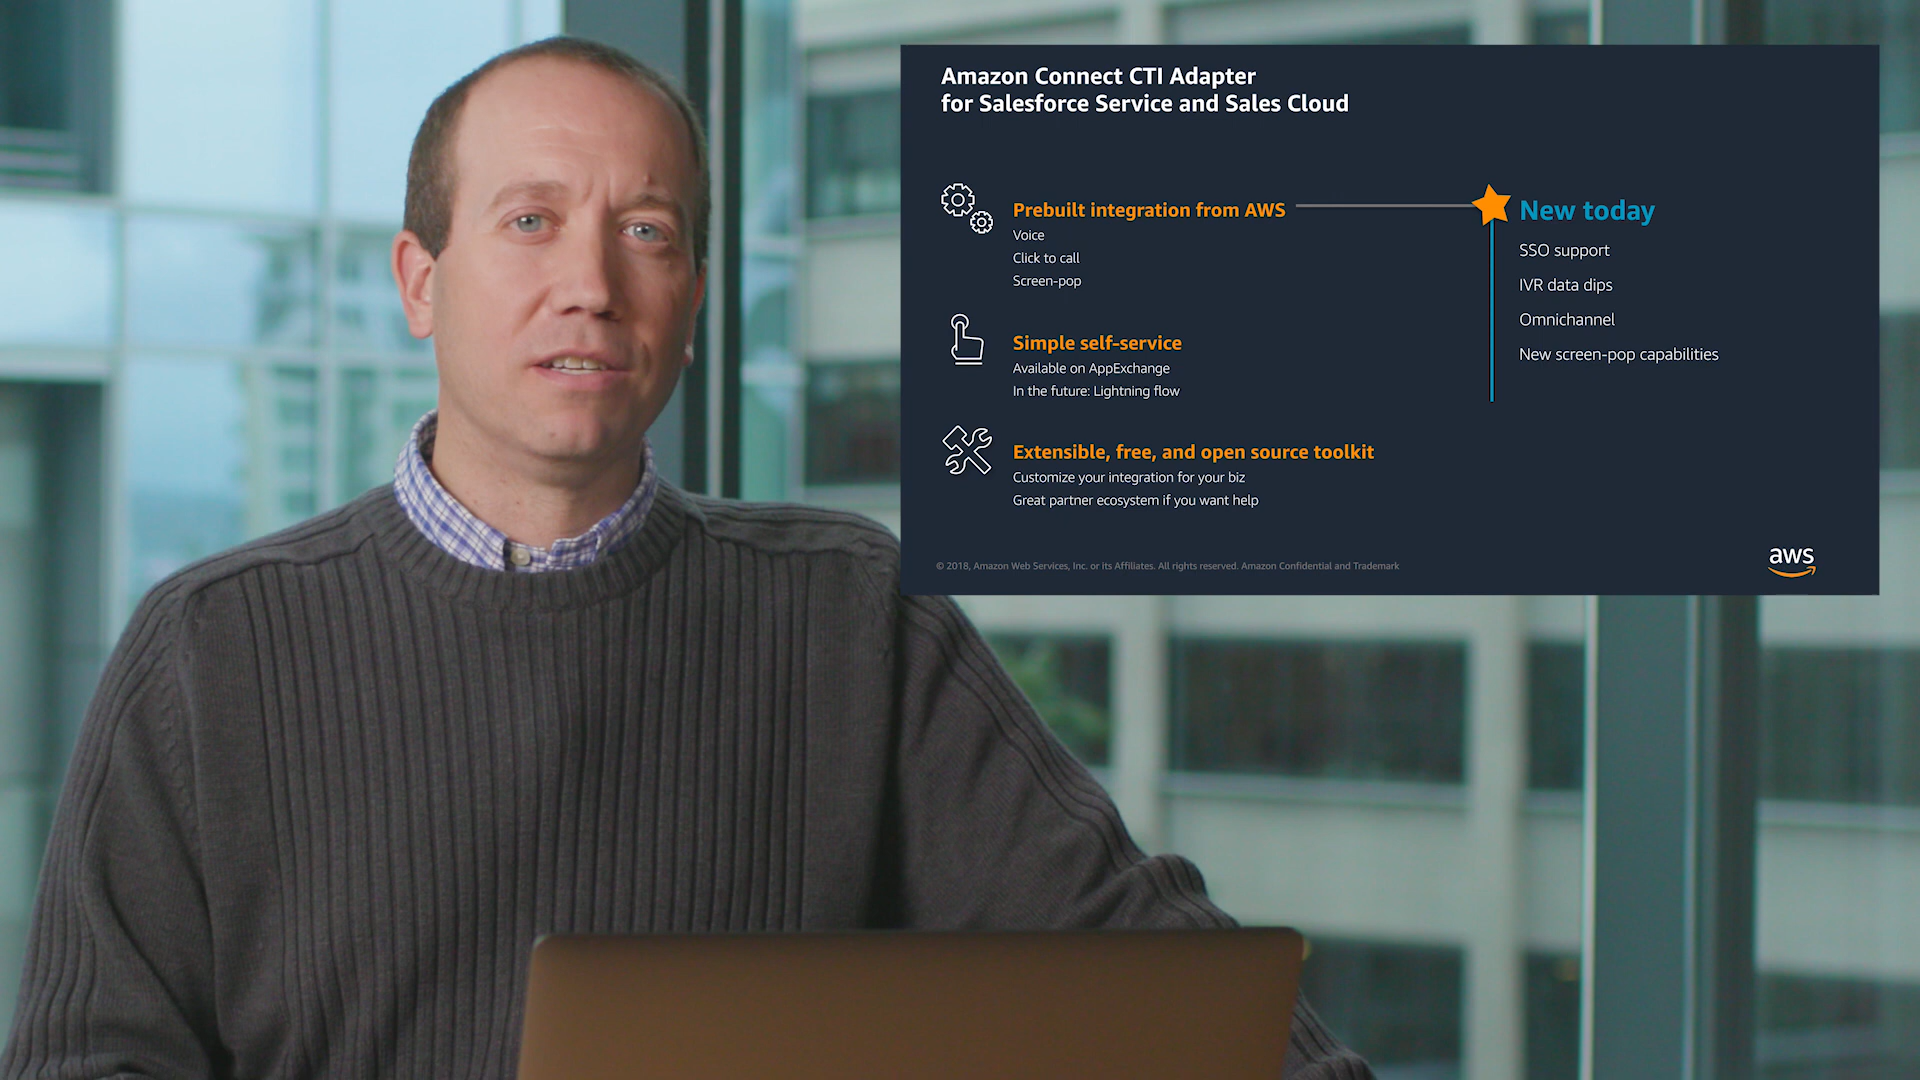 Amazon Connect CTI Adapter
for Salesforce Service and Sales Cloud
Prebuilt integration from AWS
Voice
Click to call
Screen-pop
New today
SSO support
IVR data dips
Omnichannel
New screen-pop capabilities
Simple self-service
Available on AppExchange
In the future: Lightning flow
Extensible, free, and open source toolkit
Customize your integration for your biz
Great partner ecosystem if you want help
© 2018, Amazon Web Services, Inc. or its Affiliates. All rights reserved. Amazon Confidential and Trademark
aws